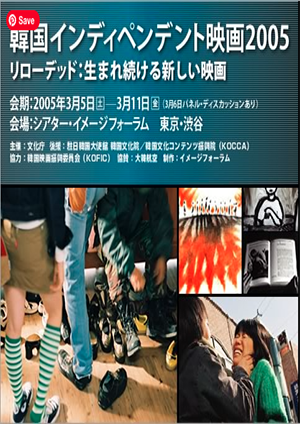 Save
韓国インディペンデント映画2005
リローデッド：生まれ続ける新しい映画
会期：2005年3月5日［土］—3月11日［金］（3月6日パネル・ディスカッションあり）
会場：シアター・イメージフォーラム　東京・渋谷
主催：文化庁　後援：駐日韓国大使館 韓国文化院／韓国文化コンテンツ振興院（KOCCA）
協力：韓国映画振興委員会（KOFIC）　協賛：大韓航空　制作：イメージフォーラム